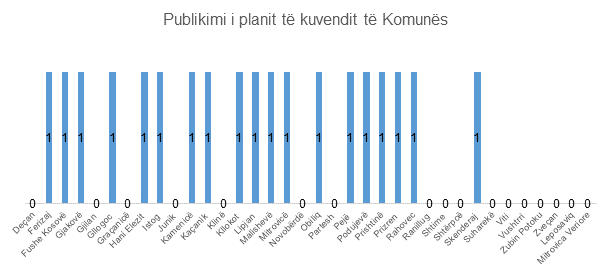 Publikimi i planit të kuvendit të Komunës
0 1 1 1 0 1 0 1 1 0 1 1 0 1 1 1 1 0 1 0 1 1 1 1 1 0 0 0 1 0 0 0 0 0 0 0
Deçan
Ferizaj
Fushe Kosovë
Gjakovë
Gjilan
Gllogoc
Graçanicë
Hani Elezit
Istog
Junik
Kamenicë
Kaçanik
Klinë
Kllokot
Lipjan
Malishevë
Mitrovicë
Novobërdë
Obiliq
Partesh
Pejë
Podujevë
Prishtinë
Prizren
Rahovec
Ranillug
Shtime
Shtërpcë
Skenderaj
Suharekë
Viti
Vushtrri
Zubin Potoku
Zveçan
Leposaviq
Mitrovica Veriore